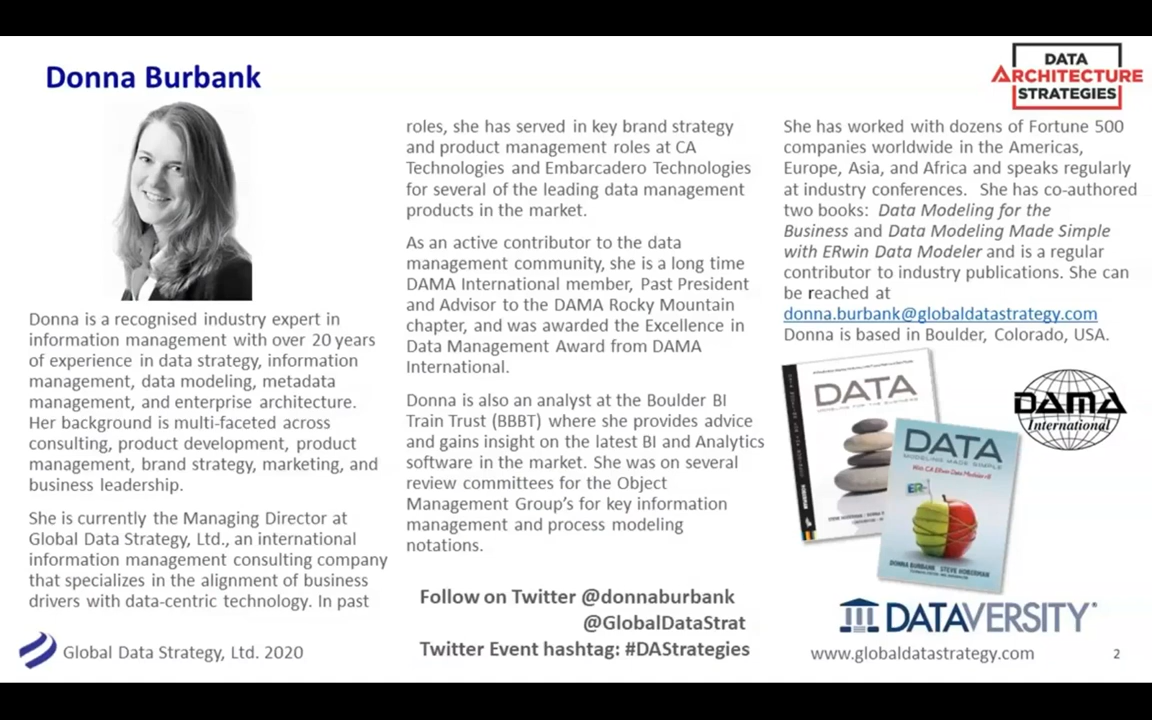 Donna Burbank
DATA
ARCHITECTURE
STRATEGIES
Donna is a recognised industry expert in
information management with over 20 years
of experience in data strategy, information
management, data modeling, metadata
management, and enterprise architecture.
Her background is multi-faceted across
consulting, product development, product
management, brand strategy, marketing, and
business leadership.
She is currently the Managing Director at
Global Data Strategy, Ltd., an international
information management consulting company
that specializes in the alignment of business
drivers with data-centric technology. In past
roles, she has served in key brand strategy
and product management roles at CA
Technologies and Embarcadero Technologies
for several of the leading data management
products in the market.
As an active contributor to the data
management community, she is a long time
DAMA International member, Past President
and Advisor to the DAMA Rocky Mountain
chapter, and was awarded the Excellence in
Data Management Award from DAMA
International.
Donna is also an analyst at the Boulder BI
Train Trust (BBBT) where she provides advice
and gains insight on the latest BI and Analytics
software in the market. She was on several
review committees for the Object
Management Group's for key information
management and process modeling
notations.
Follow on Twitter @donnaburbank
@GlobalDataStrat
Twitter Event hashtag: #DAStrategies
She has worked with dozens of Fortune 500
companies worldwide in the Americas,
Europe, Asia, and Africa and speaks regularly
at industry conferences. She has co-authored
two books: Data Modeling for the
Business and Data Modeling Made Simple
with ERwin Data Modeler and is a regular
contributor to industry publications. She can
be reached at
donna.burbank@globaldatastrategy.com
Donna is based in Boulder, Colorado, USA.
DATA
MODELING FOR THE BUSINESS
DATA
MODELING MADE SIMPLE
With CA ERwin Data Modeler r8
DONNA BURBANK STEVE HOBERMAN
DAMA
International
DATAVERSITY
Global Data Strategy, Ltd. 2020
www.globaldatastrategy.com
2